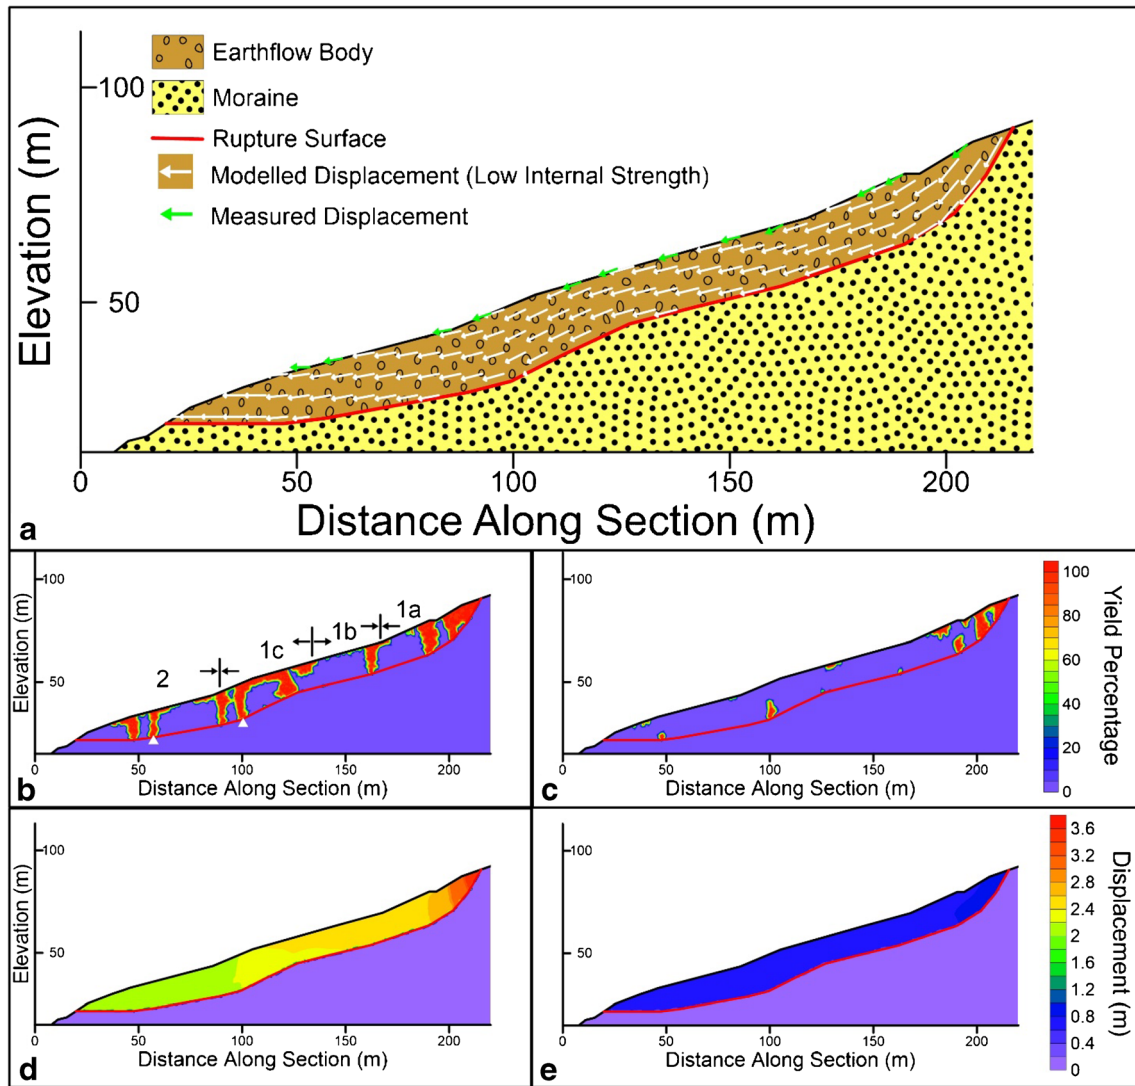 Elevation (m)
100
50
Earthflow Body
Moraine
Rupture Surface
Modelled Displacement (Low Internal Strength)
Measured Displacement
0 50 100 150 200
Distance Along Section (m)
a
Elevation (m)
100
50
2 1c 1b 1a
0 50 100 150 200
Distance Along Section (m)
b
100
50
0 50 100 150 200
Distance Along Section (m)
c
100
80
60
40
20
0
Yield Percentage
Elevation (m)
100
50
0 50 100 150 200
Distance Along Section (m)
d
100
50
0 50 100 150 200
Distance Along Section (m)
e
3.6
3.2
2.8
2.4
2
1.6
1.2
0.8
0.4
0
Displacement (m)